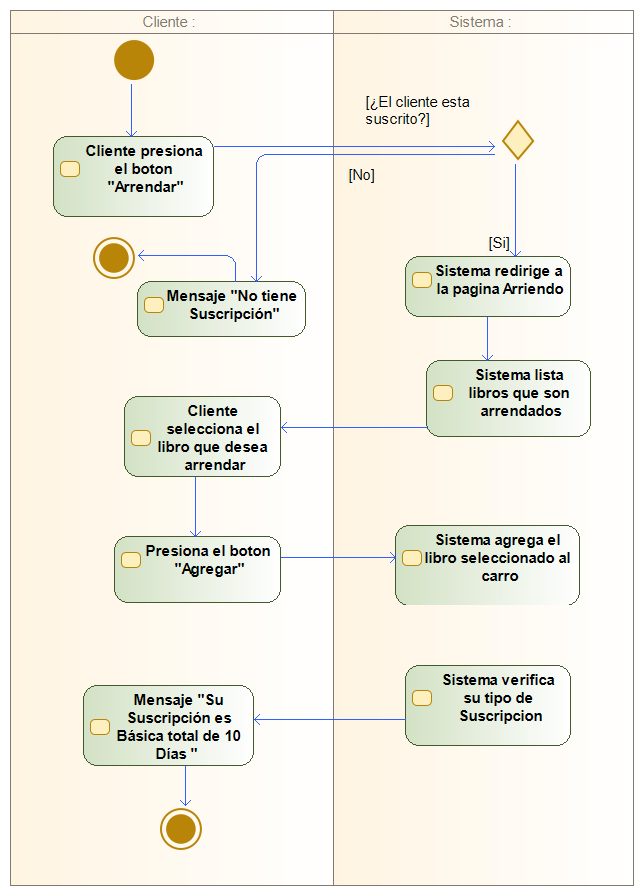 Cliente :
Sistema :
[¿El cliente esta
suscrito?]
Cliente presiona
el boton
"Arrendar"
[No]
[Si]
Mensaje "No tiene
Suscripción"
Sistema redirige a
la pagina Arriendo
Sistema lista
libros que son
arrendados
Cliente
selecciona el
libro que desea
arrendar
Presiona el boton
"Agregar"
Sistema agrega el
libro seleccionado al
carro
Sistema verifica
su tipo de
Suscripcion
Mensaje "Su
Suscripción es
Básica total de 10
Días "